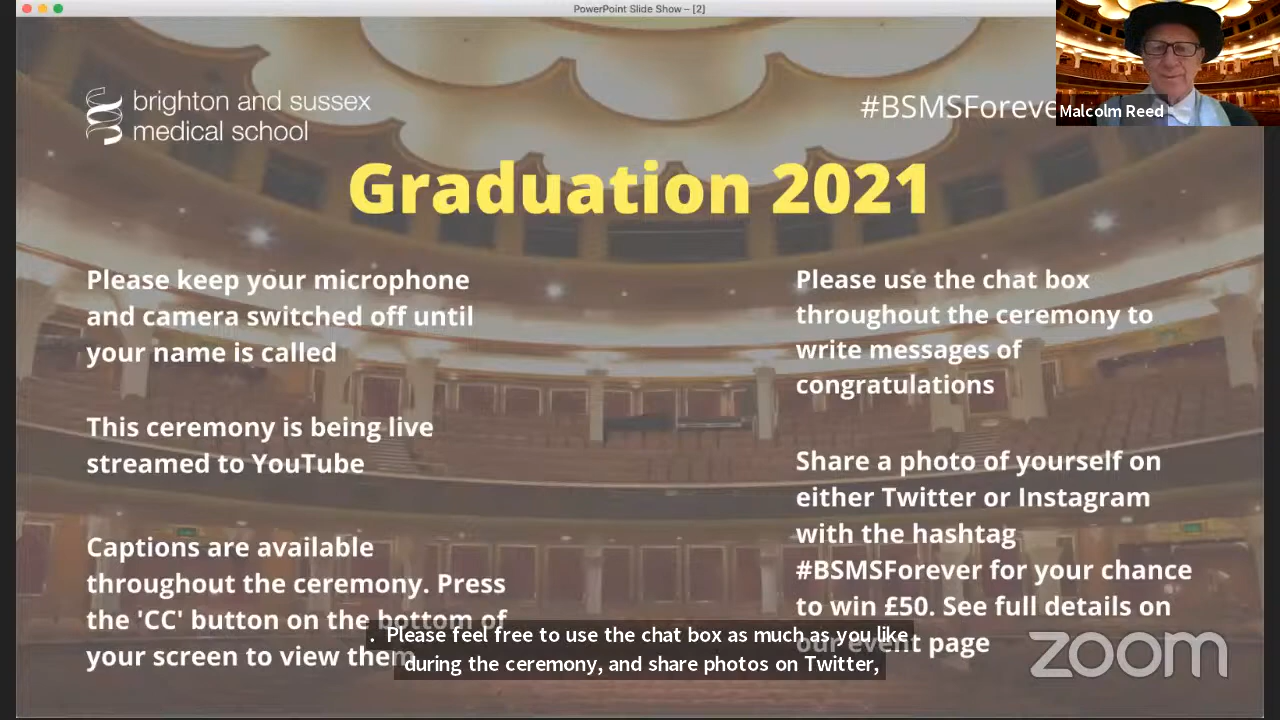 PowerPoint Slide Show – [2]
brighton and sussex
medical school
#BSMSForeve
Malcolm Reed
Graduation 2021
Please keep your microphone
and camera switched off until
your name is called
This ceremony is being live
streamed to YouTube
Captions are available
throughout the ceremony. Press
the 'CC' button on the bottom of
your screen to view them
Please use the chat box
throughout the ceremony to
write messages of
congratulations
Share a photo of yourself on
either Twitter or Instagram
with the hashtag
#BSMSForever for your chance
to win £50. See full details on
our event page
. Please feel free to use the chat box as much as you like
during the ceremony, and share photos on Twitter,
zoom